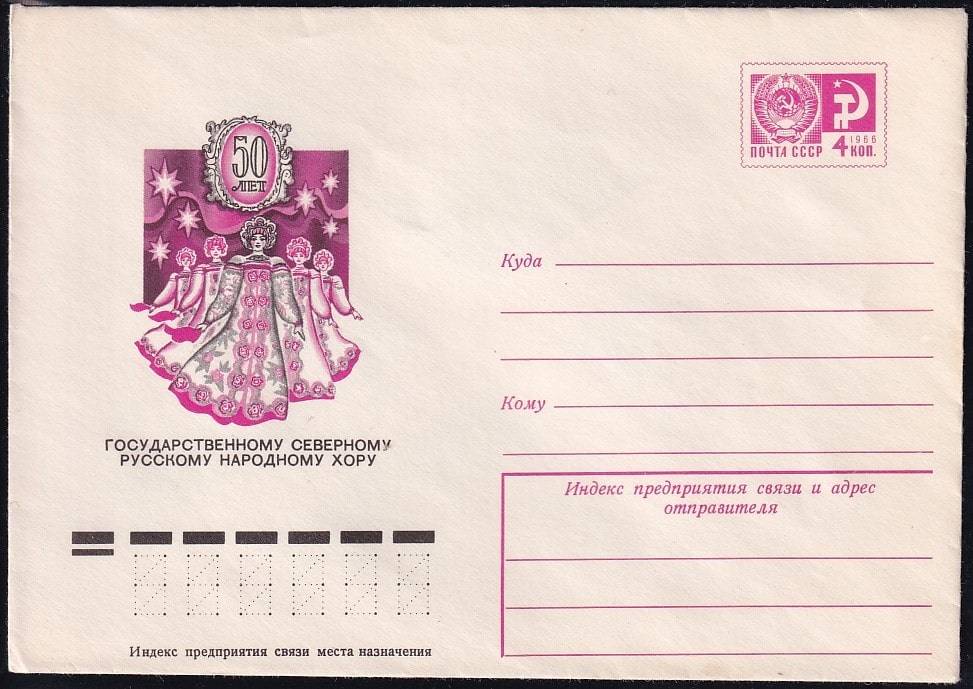 50
ЛЕТ
ГОСУДАРСТВЕННОМУ СЕВЕРНОМУ
РУССКОМУ НАРОДНОМУ ХОРУ
1966
ПОЧТА СССР 4 КОП.
Куда
Кому
Индекс предприятия связи и адрес
отправителя
Индекс предприятия связи места назначения